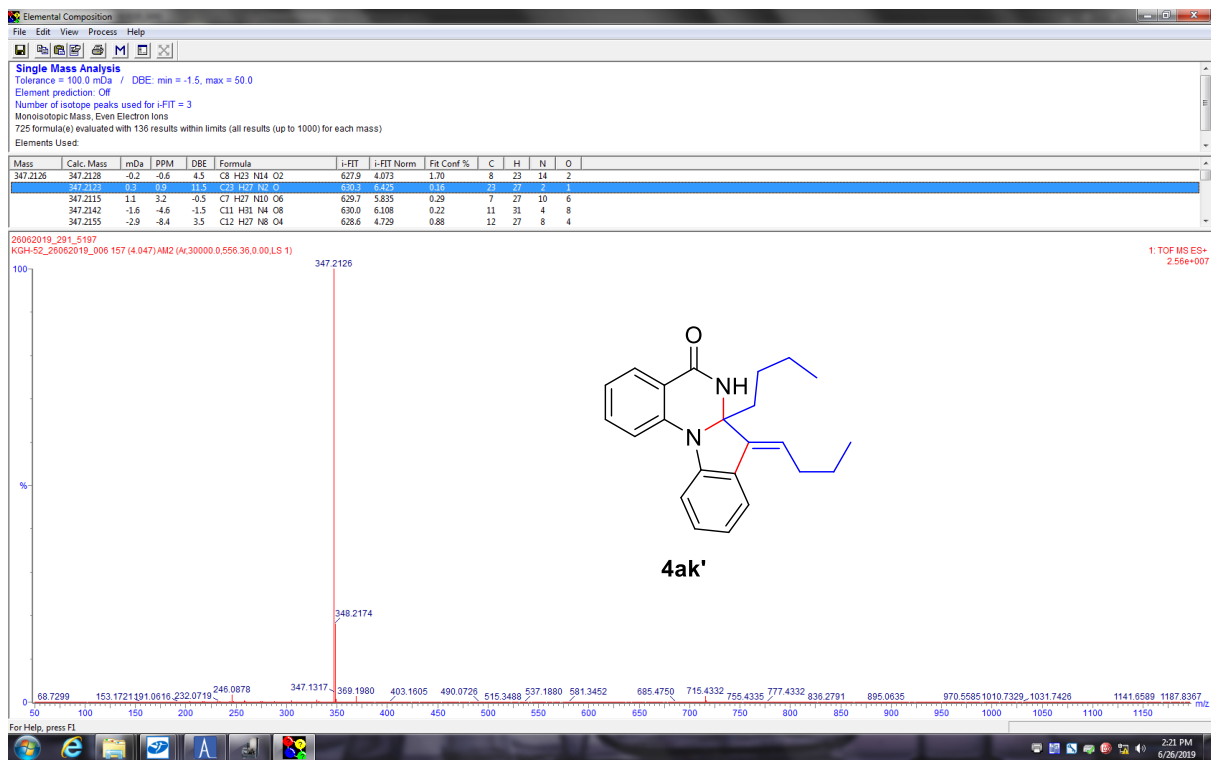 Elemental Composition
File Edit View Process Help
Single Mass Analysis
Tolerance = 100.0 mDa / DBE: min = -1.5, max = 50.0
Element prediction: Off
Number of isotope peaks used for i-FIT = 3
Monoisotopic Mass, Even Electron Ions
725 formula(e) evaluated with 136 results within limits (all results (up to 1000) for each mass)
Elements Used:
Mass Calc. Mass mDa PPM DBE Formula i-FIT i-FIT Norm Fit Conf % C H N O
347.2126 347.2128 -0.2 -0.6 4.5 C8 H23 N14 O2 627.9 4.073 1.70 8 23 14 2
347.2123 0.3 0.9 11.5 C23 H27 N2 O 630.3 6.425 0.16 23 27 2 1
347.2115 1.1 3.2 -0.5 C7 H27 N10 O6 629.7 5.835 0.29 7 27 10 6
347.2142 -1.6 -4.6 -1.5 C11 H31 N4 O8 630.0 6.108 0.22 11 31 4 8
347.2155 -2.9 -8.4 3.5 C12 H27 N8 O4 628.6 4.729 0.88 12 27 8 4
26062019_291_5197
KGH-52_26062019_006 157 (4.047) AM2 (Ar,30000.0,556.36,0.00,LS 1)
1: TOF MS ES+
2.56e+007
347.2126
100
O
NH
N
%
4ak'
348.2174
0
68.7299 153.1721 191.0616 232.0719 246.0878 347.1317 369.1980 403.1605 490.0726 515.3488 537.1880 581.3452 685.4750 715.4332 755.4335 777.4332 836.2791 895.0635 970.5585 1010.7329 1031.7426 1141.6589 1187.8367
m/z
50 100 150 200 250 300 350 400 450 500 550 600 650 700 750 800 850 900 950 1000 1050 1100 1150
For Help, press F1
2:21 PM
6/26/2019